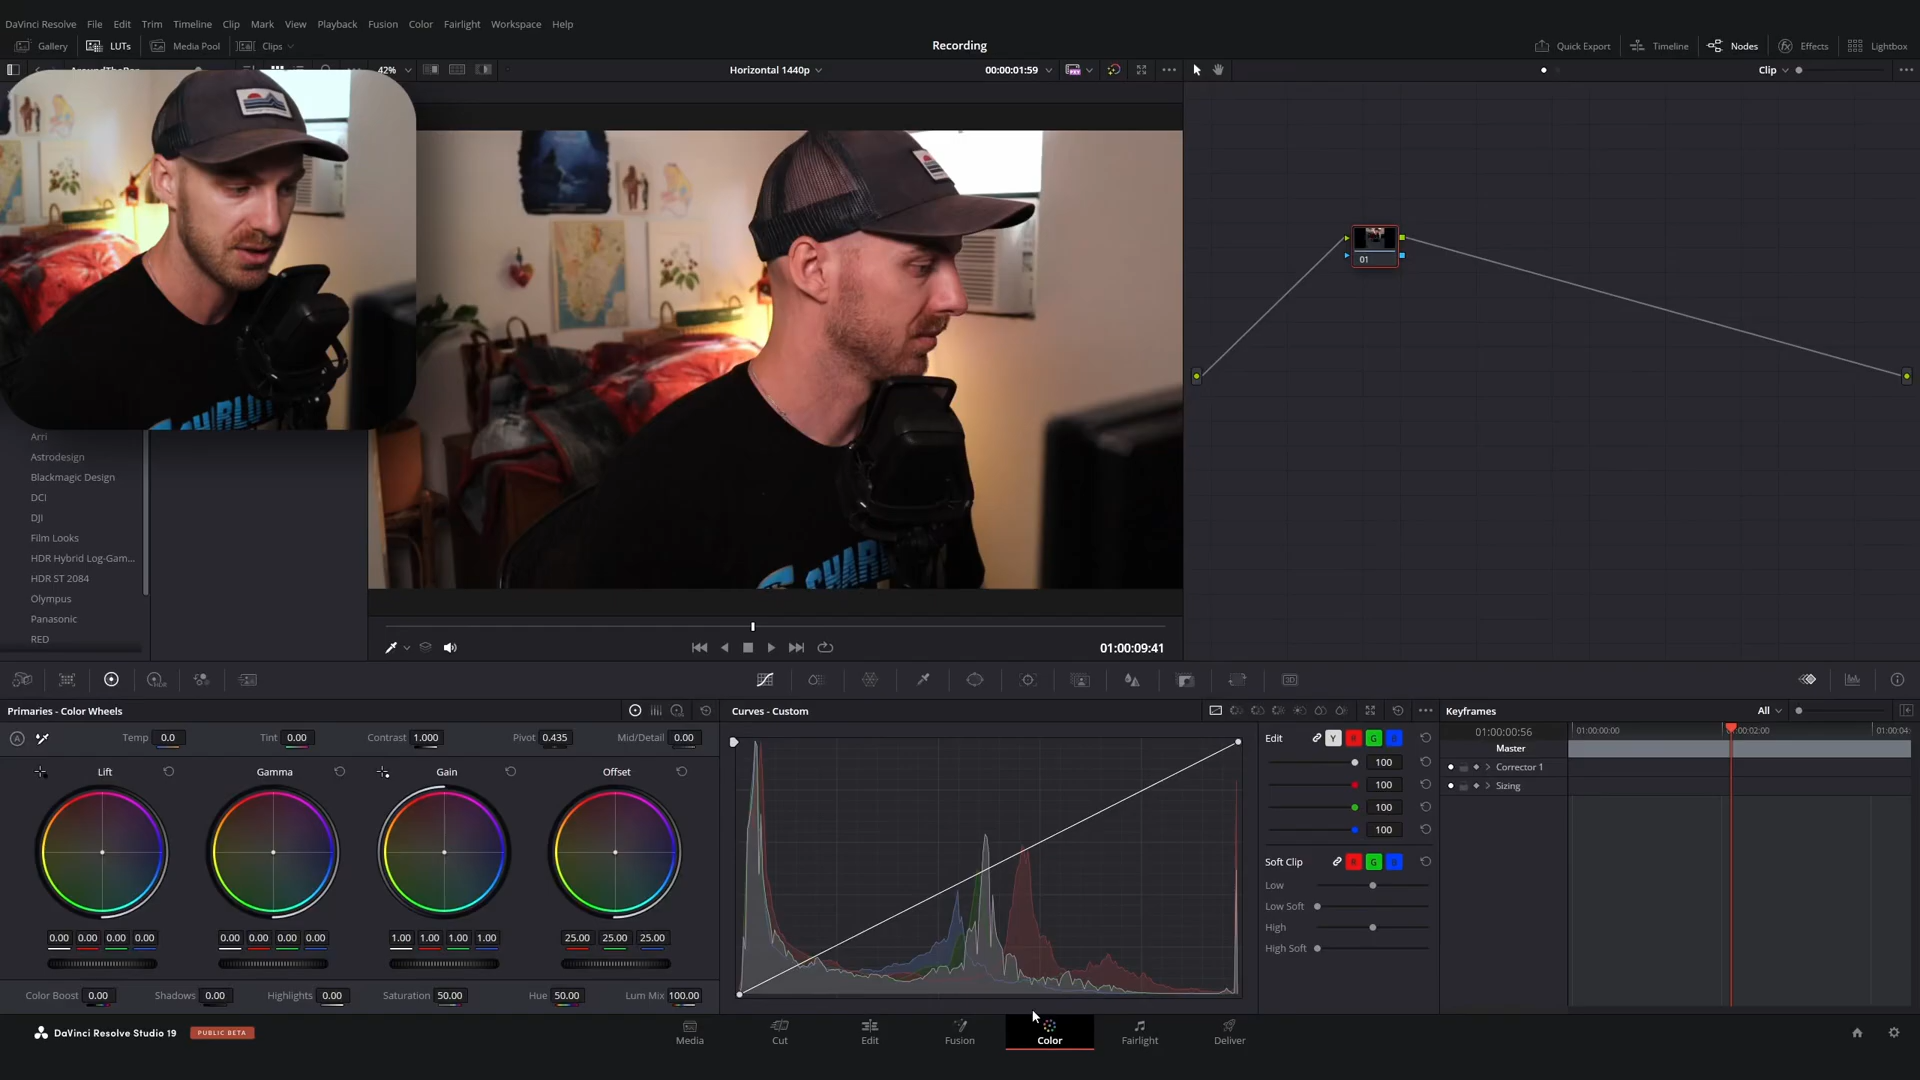 DaVinci Resolve File Edit Trim Timeline Clip Mark View Playback Fusion Color Fairlight Workspace Help
Gallery LUTs Media Pool Clips Recording Quick Export Timeline Nodes Effects Lightbox
42% Horizontal 1440p 00:00:01:59 Clip
01
Arri
Astrodesign
Blackmagic Design
DCI
DJI
Film Looks
HDR Hybrid Log-Gam...
HDR ST 2084
Olympus
Panasonic
RED
01:00:09:41
Primaries - Color Wheels Curves - Custom Keyframes All
Temp 0.0 Tint 0.00 Contrast 1.000 Pivot 0.435 Mid/Detail 0.00
Lift Gamma Gain Offset
0.00 0.00 0.00 0.00 0.00 0.00 0.00 0.00 1.00 1.00 1.00 1.00 25.00 25.00 25.00
Color Boost 0.00 Shadows 0.00 Highlights 0.00 Saturation 50.00 Hue 50.00 Lum Mix 100.00
Edit Y R G B
100
100
100
100
Soft Clip R G B
Low
Low Soft
High
High Soft
01:00:00:56 01:00:00:00 :00:02:00 01:00:04:
Master
Corrector 1
Sizing
DaVinci Resolve Studio 19 PUBLIC BETA
Media Cut Edit Fusion Color Fairlight Deliver